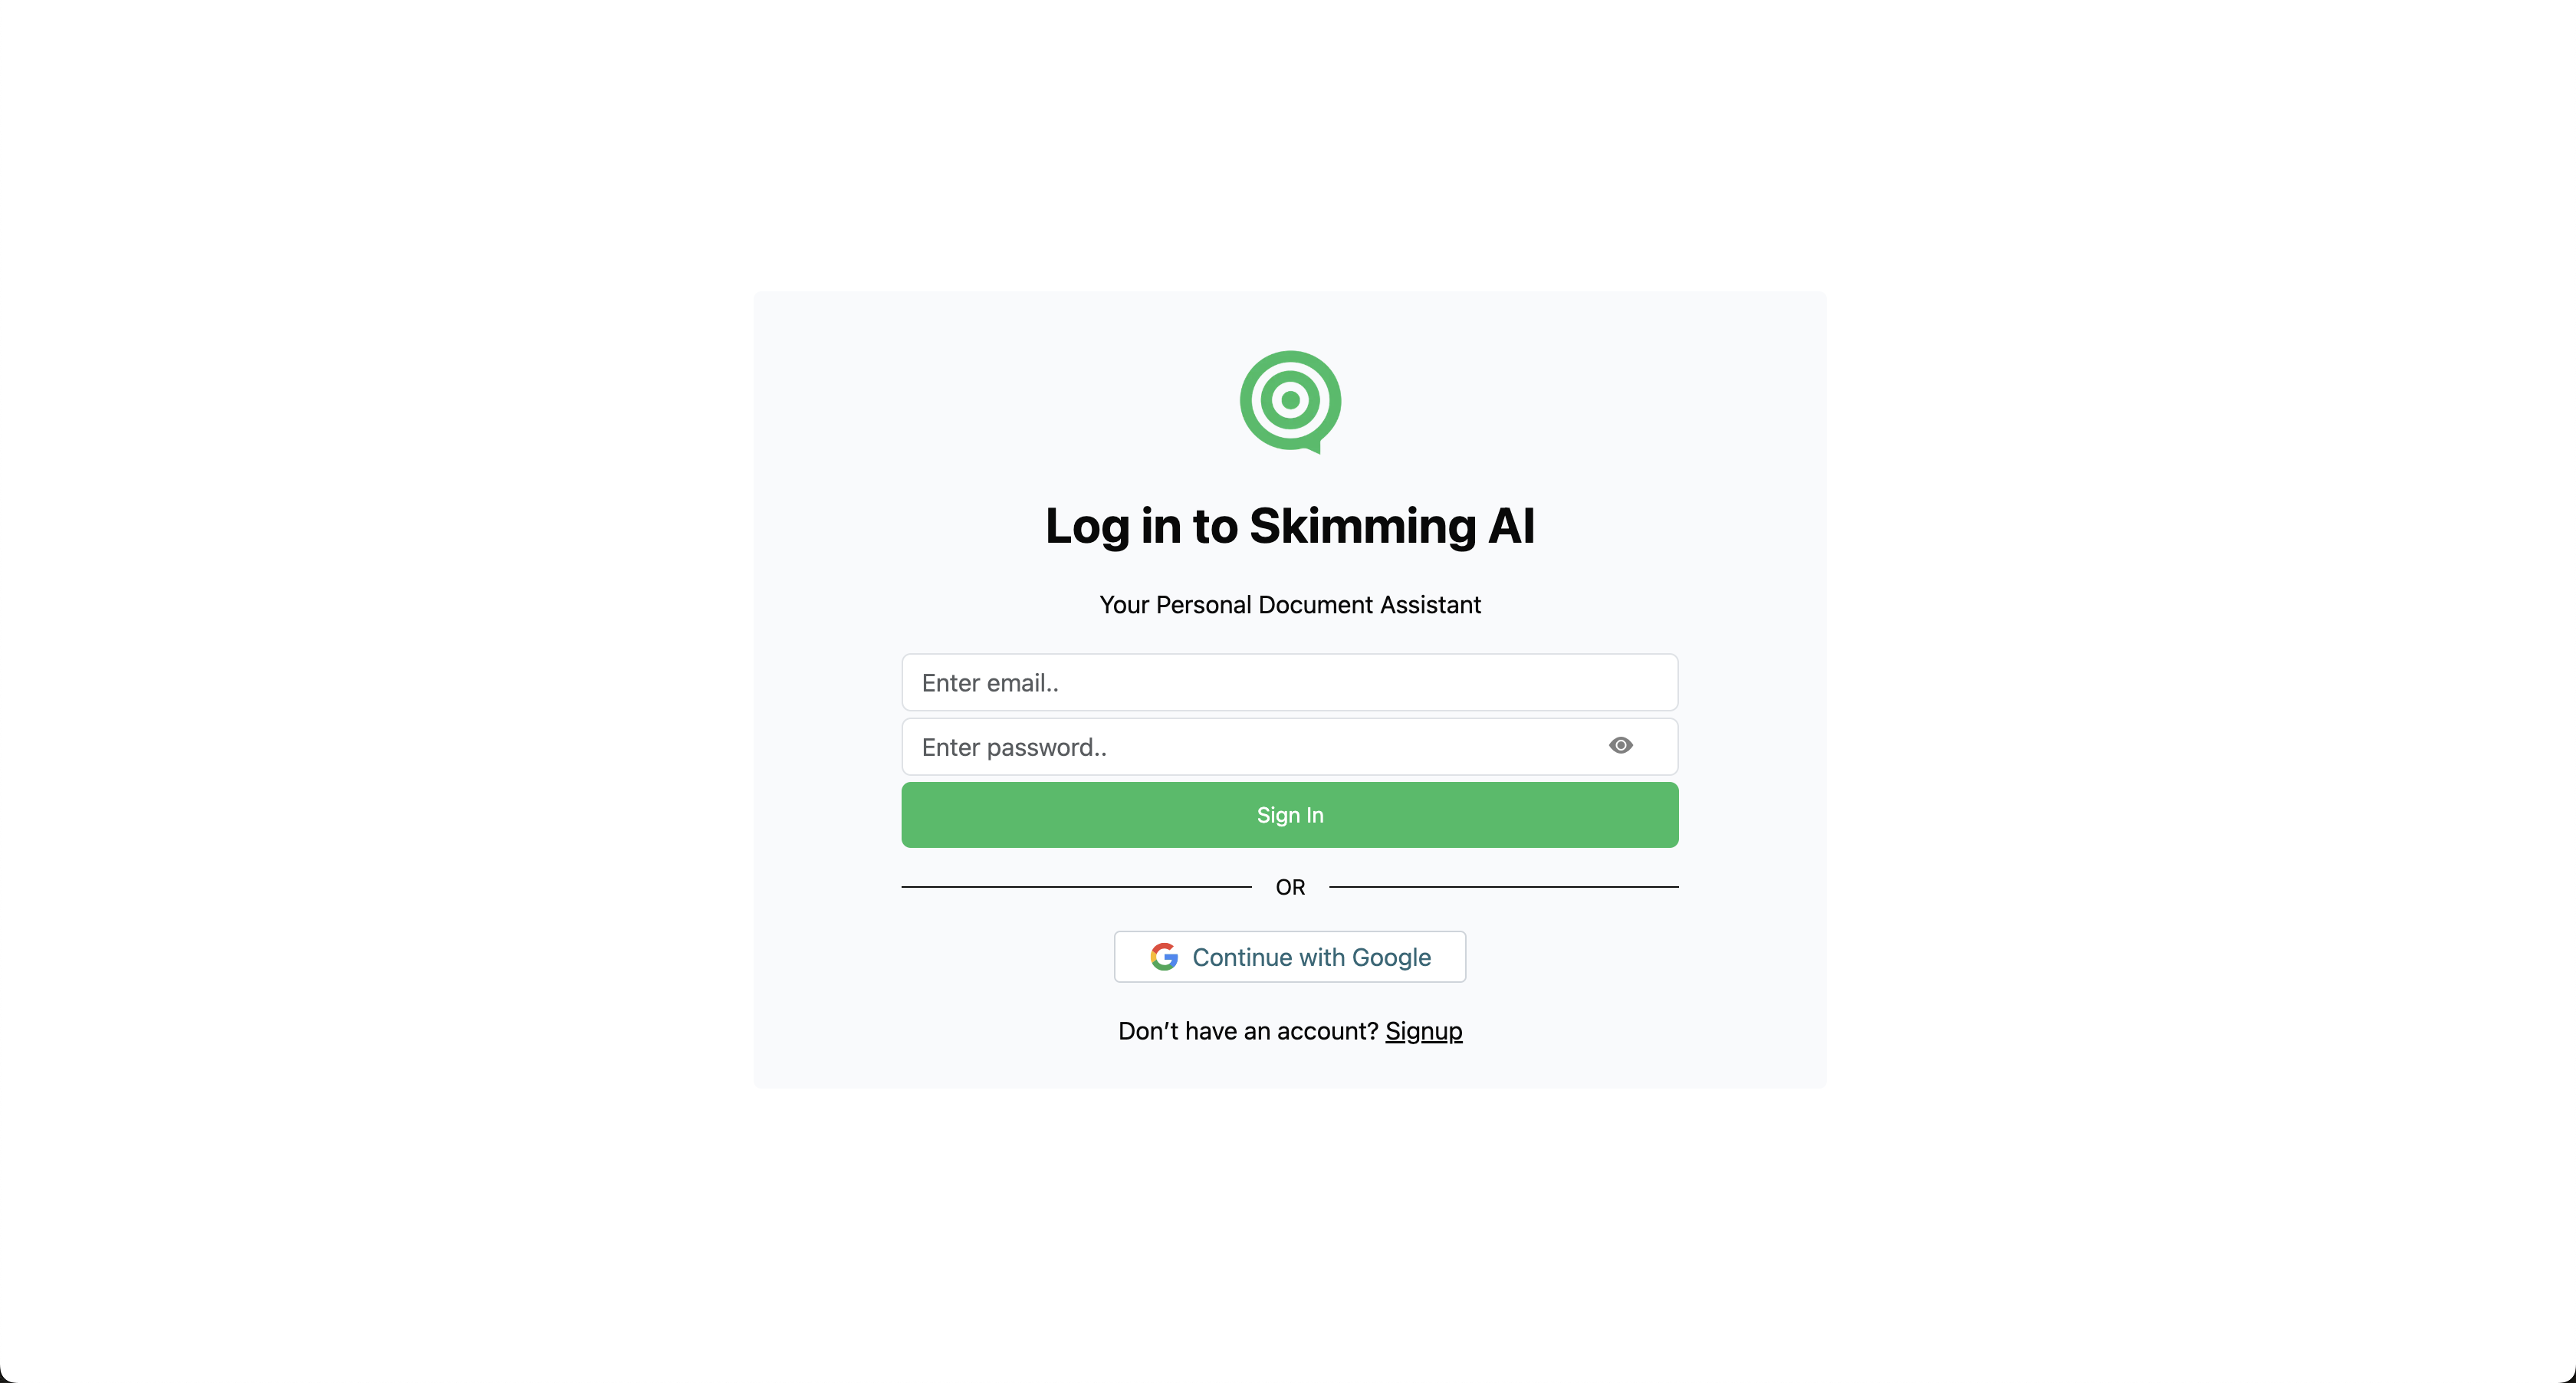 Log in to Skimming AI
Your Personal Document Assistant
Enter email..
Enter password..
Sign In
OR
Continue with Google
Don’t have an account? Signup